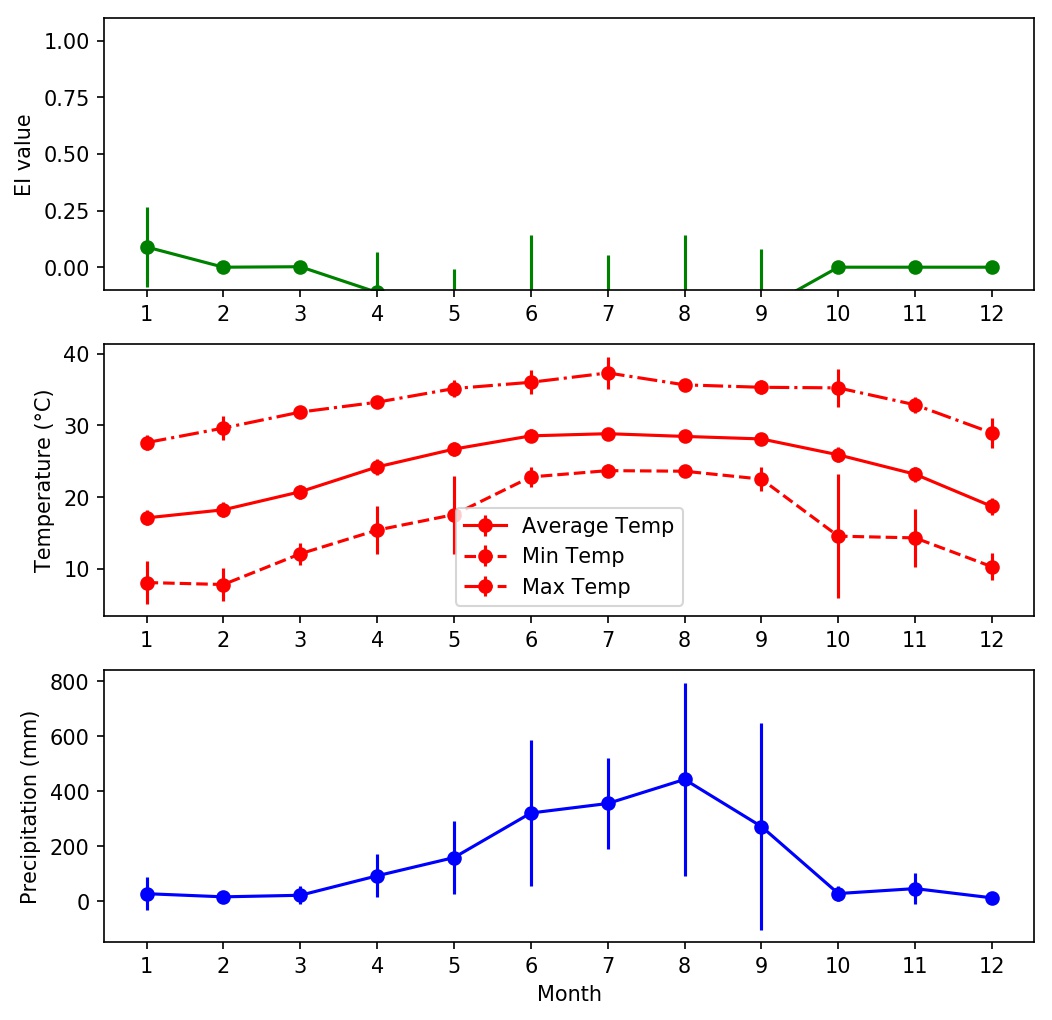 1.00
0.75
0.50
0.25
0.00
EI value
1 2 3 4 5 6 7 8 9 10 11 12
40
30
20
10
Temperature (°C)
Average Temp
Min Temp
Max Temp
1 2 3 4 5 6 7 8 9 10 11 12
800
600
400
200
0
Precipitation (mm)
1 2 3 4 5 6 7 8 9 10 11 12
Month